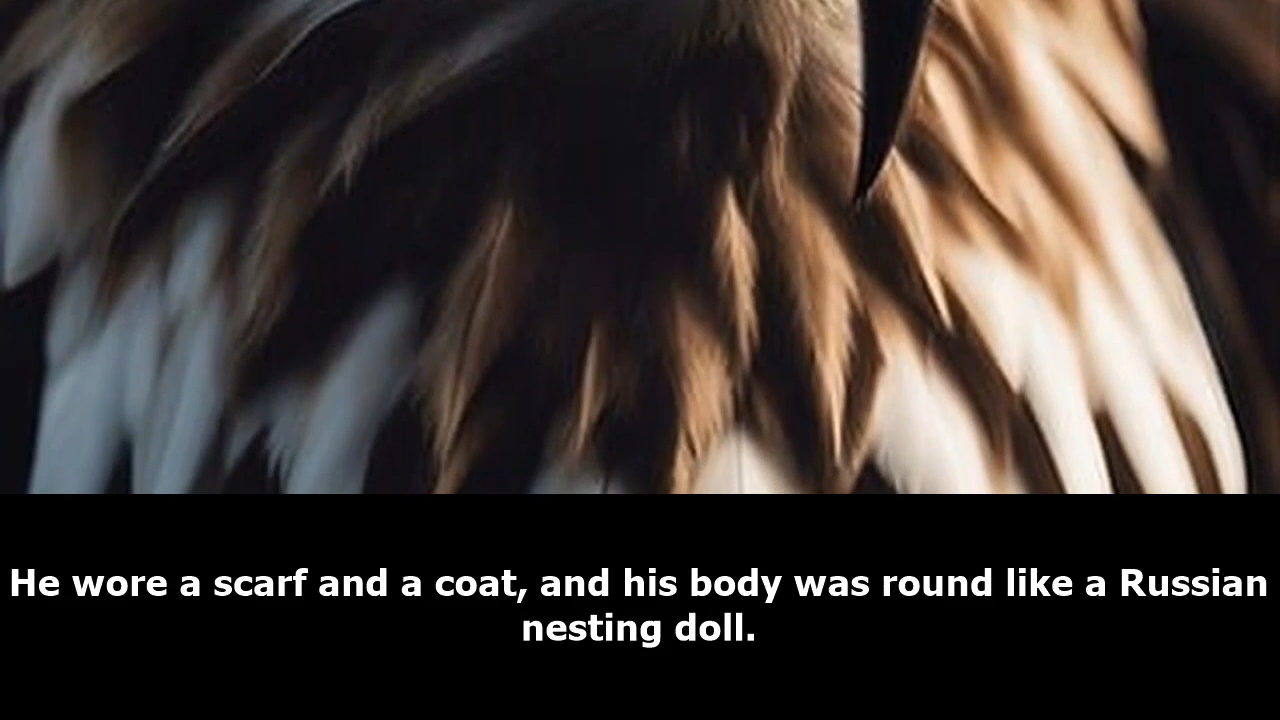 He wore a scarf and a coat, and his body was round like a Russian
nesting doll.